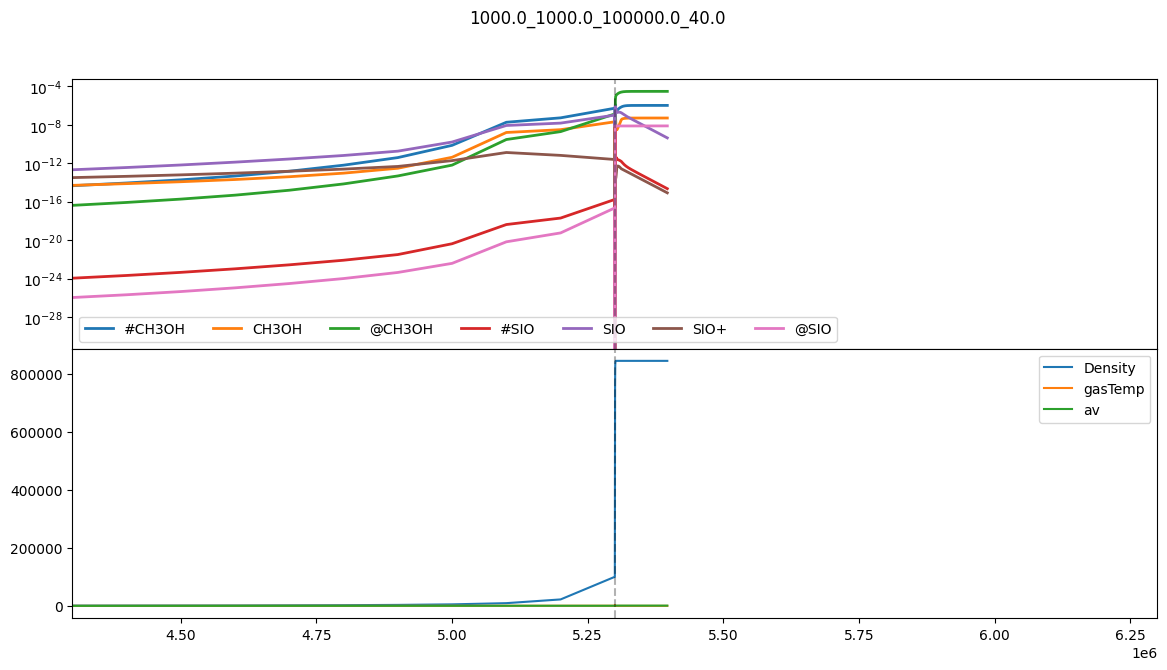 1000.0_1000.0_100000.0_40.0
10⁻⁴
10⁻⁸
10⁻¹²
10⁻¹⁶
10⁻²⁰
10⁻²⁴
10⁻²⁸
#CH3OH CH3OH @CH3OH #SIO SIO SIO+ @SIO
800000
600000
400000
200000
0
Density
gasTemp
av
4.50 4.75 5.00 5.25 5.50 5.75 6.00 6.25
1e6